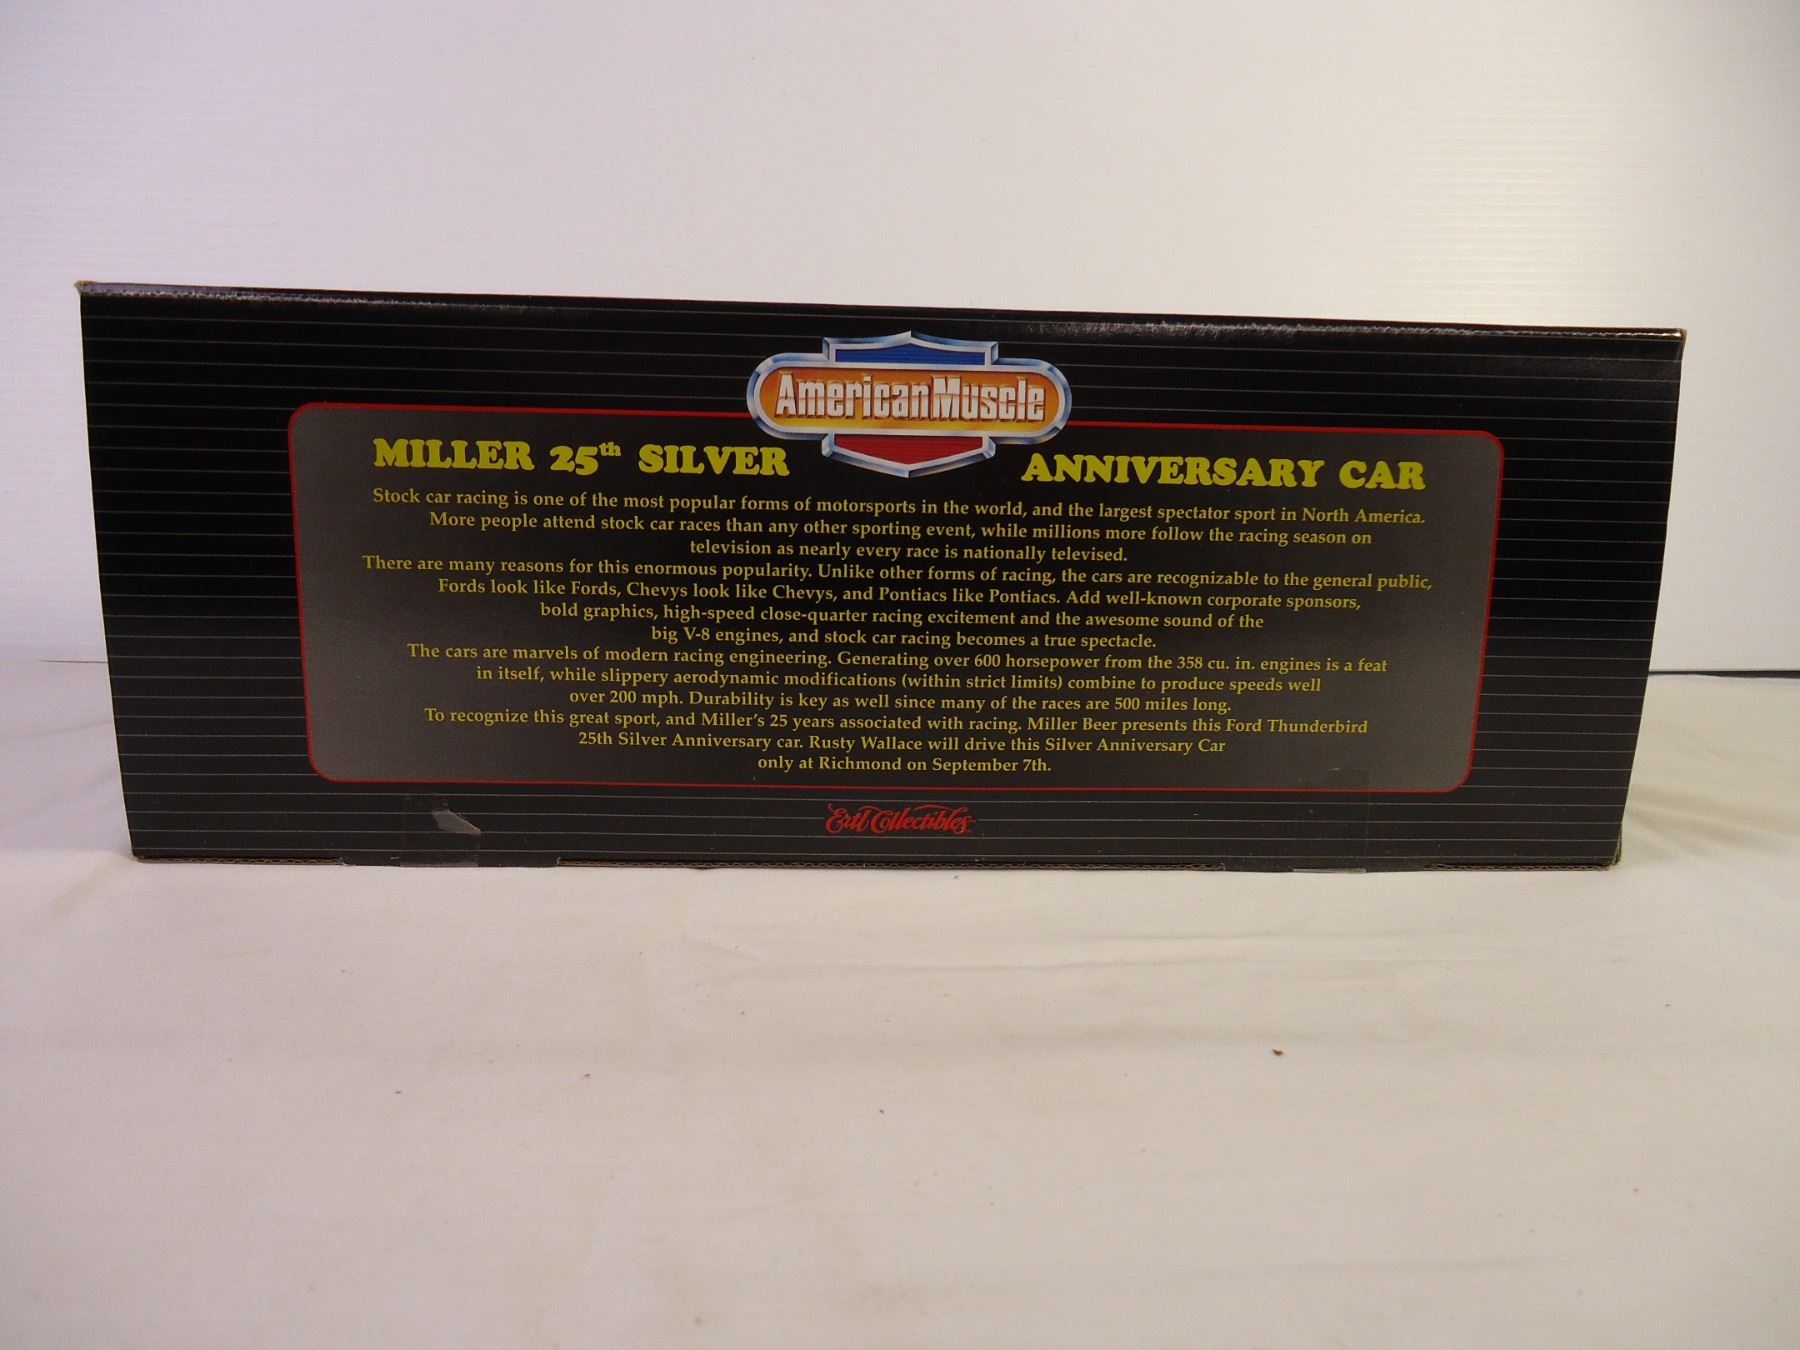 AmericanMuscle
MILLER 25th SILVER ANNIVERSARY CAR
Stock car racing is one of the most popular forms of motorsports in the world, and the largest spectator sport in North America.
More people attend stock car races than any other sporting event, while millions more follow the racing season on
television as nearly every race is nationally televised.
There are many reasons for this enormous popularity. Unlike other forms of racing, the cars are recognizable to the general public,
Fords look like Fords, Chevys look like Chevys, and Pontiacs like Pontiacs. Add well-known corporate sponsors,
bold graphics, high-speed close-quarter racing excitement and the awesome sound of the
big V-8 engines, and stock car racing becomes a true spectacle.
The cars are marvels of modern racing engineering. Generating over 600 horsepower from the 358 cu. in. engines is a feat
in itself, while slippery aerodynamic modifications (within strict limits) combine to produce speeds well
over 200 mph. Durability is key as well since many of the races are 500 miles long.
To recognize this great sport, and Miller's 25 years associated with racing. Miller Beer presents this Ford Thunderbird
25th Silver Anniversary car. Rusty Wallace will drive this Silver Anniversary Car
only at Richmond on September 7th.
Ertl Collectibles